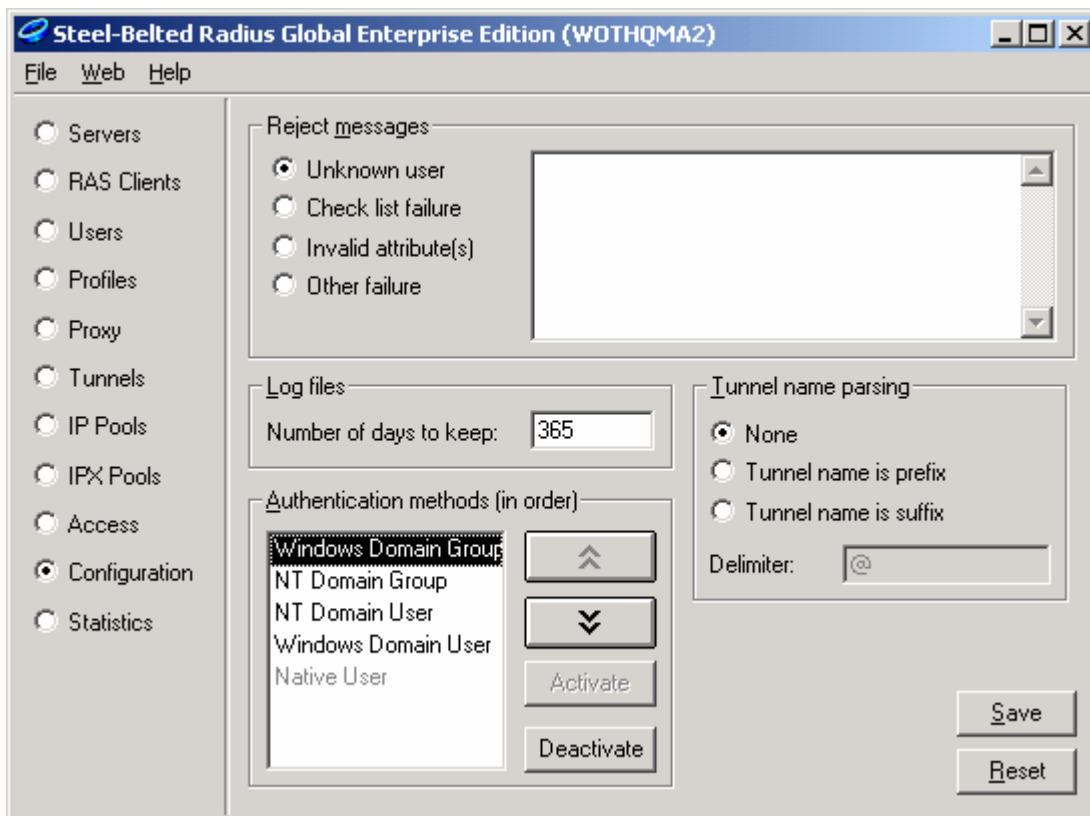 Steel-Belted Radius Global Enterprise Edition (WOTHQMA2)
File Web Help
Servers
RAS Clients
Users
Profiles
Proxy
Tunnels
IP Pools
IPX Pools
Access
Configuration
Statistics
Reject messages
Unknown user
Check list failure
Invalid attribute(s)
Other failure
Log files
Number of days to keep: 365
Authentication methods (in order)
Windows Domain Group
NT Domain Group
NT Domain User
Windows Domain User
Native User
Activate
Deactivate
Tunnel name parsing
None
Tunnel name is prefix
Tunnel name is suffix
Delimiter: @
Save
Reset